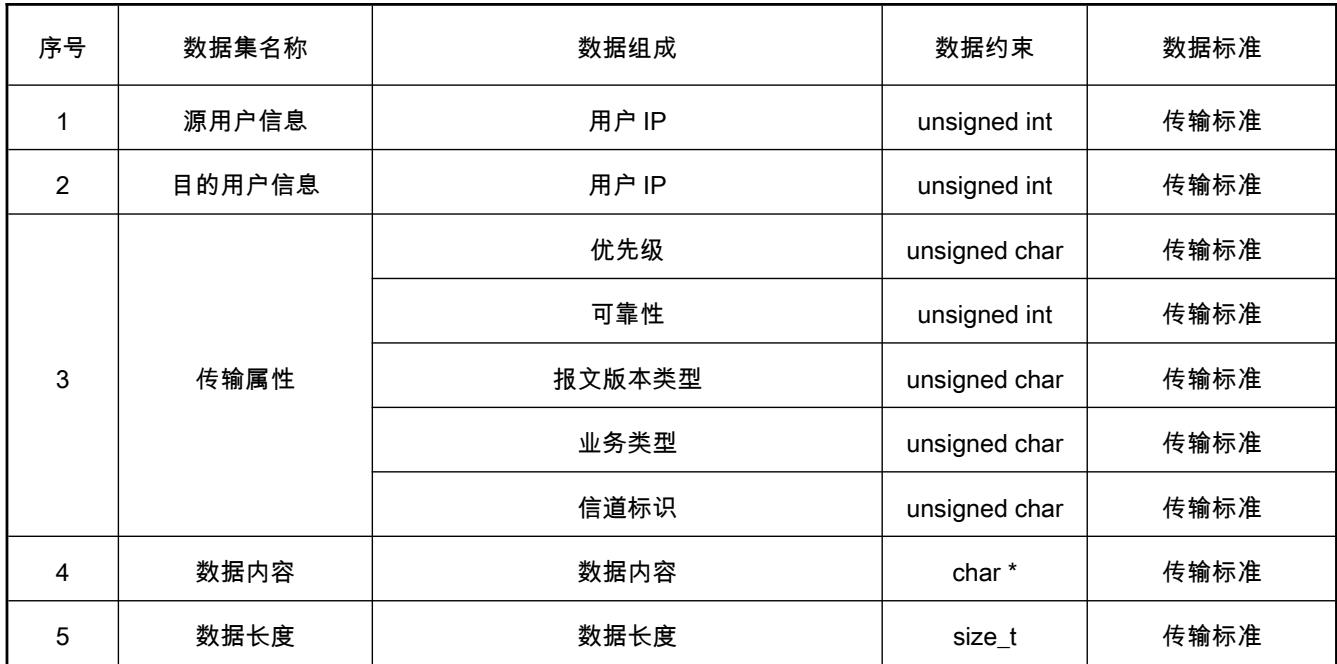 序号 数据集名称 数据组成 数据约束 数据标准
1 源用户信息 用户 IP unsigned int 传输标准
2 目的用户信息 用户 IP unsigned int 传输标准
优先级 unsigned char 传输标准
可靠性 unsigned int 传输标准
3 传输属性 报文版本类型 unsigned char 传输标准
业务类型 unsigned char 传输标准
信道标识 unsigned char 传输标准
4 数据内容 数据内容 char * 传输标准
5 数据长度 数据长度 size_t 传输标准